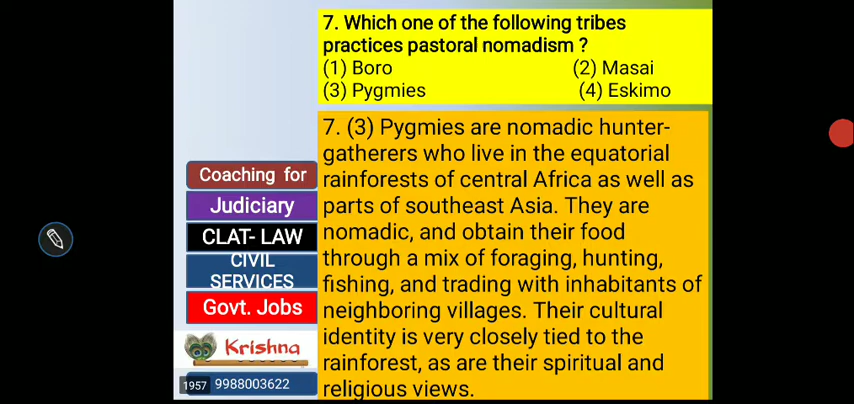 7. Which one of the following tribes
practices pastoral nomadism ?
(1) Boro (2) Masai
(3) Pygmies (4) Eskimo
7. (3) Pygmies are nomadic hunter-
gatherers who live in the equatorial
rainforests of central Africa as well as
parts of southeast Asia. They are
nomadic, and obtain their food
through a mix of foraging, hunting,
fishing, and trading with inhabitants of
neighboring villages. Their cultural
identity is very closely tied to the
rainforest, as are their spiritual and
religious views.
Coaching for
Judiciary
CLAT- LAW
CIVIL
SERVICES
Govt. Jobs
Krishna
1957 9988003622